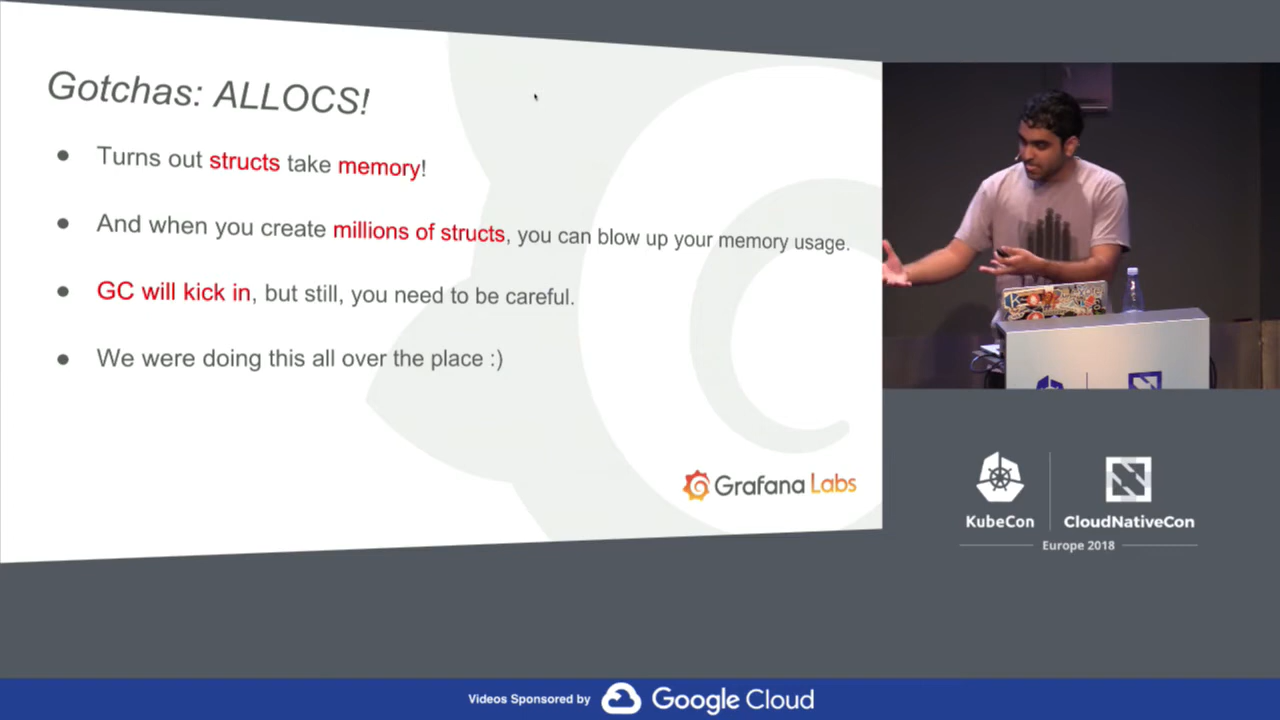 Gotchas: ALLOCS!
● Turns out structs take memory!
● And when you create millions of structs, you can blow up your memory usage.
● GC will kick in, but still, you need to be careful.
● We were doing this all over the place :)
Grafana Labs
KubeCon
CloudNativeCon
Europe 2018
Videos Sponsored by Google Cloud